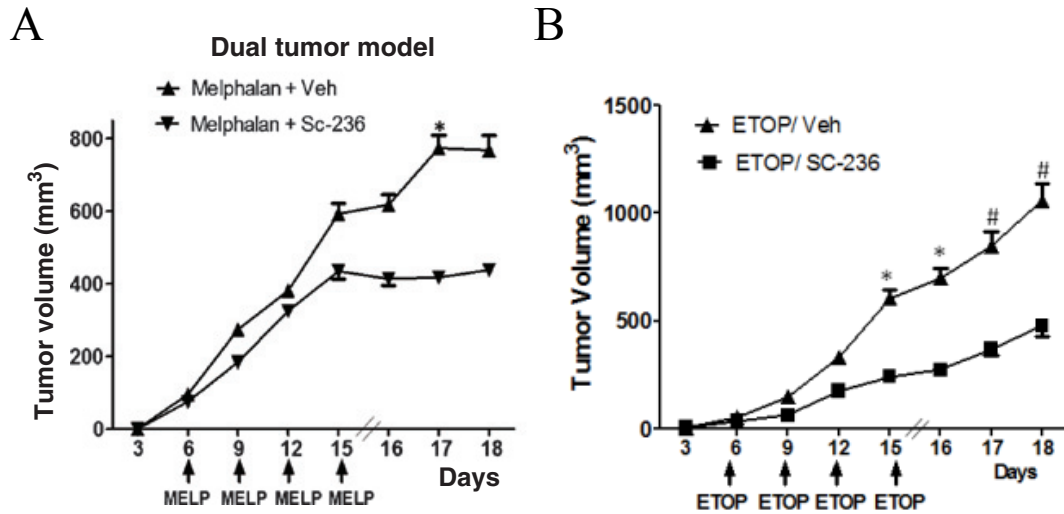 A
Dual tumor model
Melphalan + Veh
Melphalan + Sc-236
*
Tumor volume (mm3)
800
600
400
200
0
3 6 9 12 15 // 16 17 18
MELP MELP MELP MELP
Days
B
ETOP/ Veh
ETOP/ SC-236
* * # #
Tumor Volume (mm3)
1500
1000
500
0
3 6 9 12 15 // 16 17 18
ETOP ETOP ETOP ETOP
Days